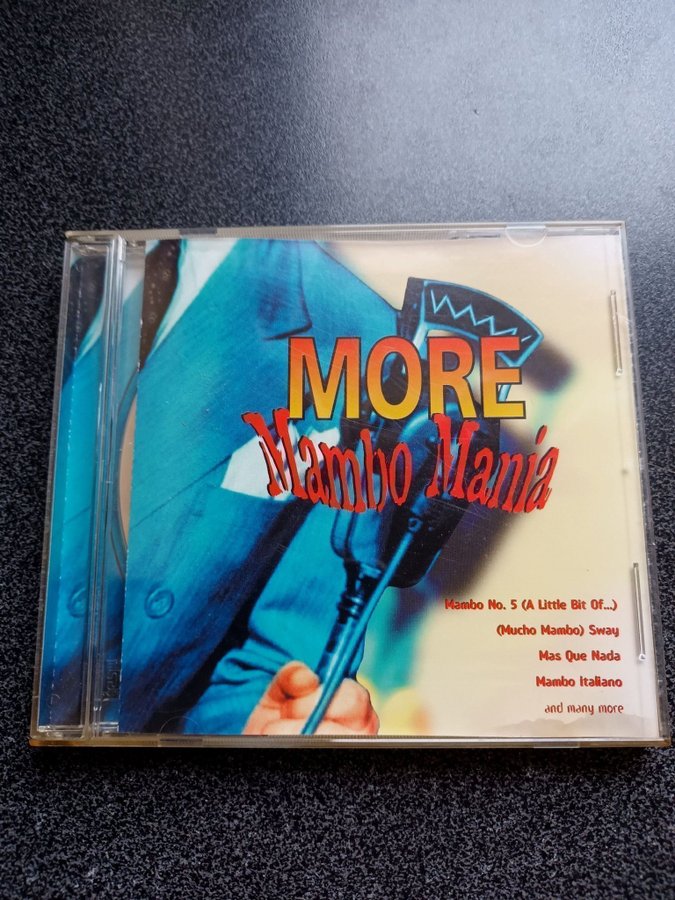 MORE
Mambo Mania
Mambo No. 5 (A Little Bit Of...)
(Mucho Mambo) Sway
Mas Que Nada
Mambo Italiano
and many more